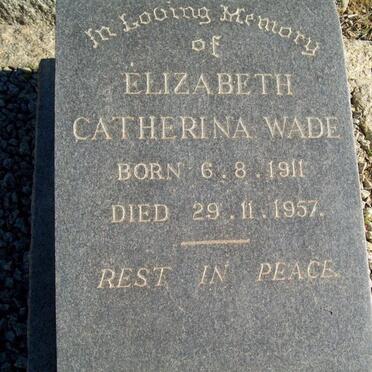 In Loving Memory
of
ELIZABETH
CATHERINA WADE
BORN 6.8.1911
DIED 29.11.1957.
REST IN PEACE